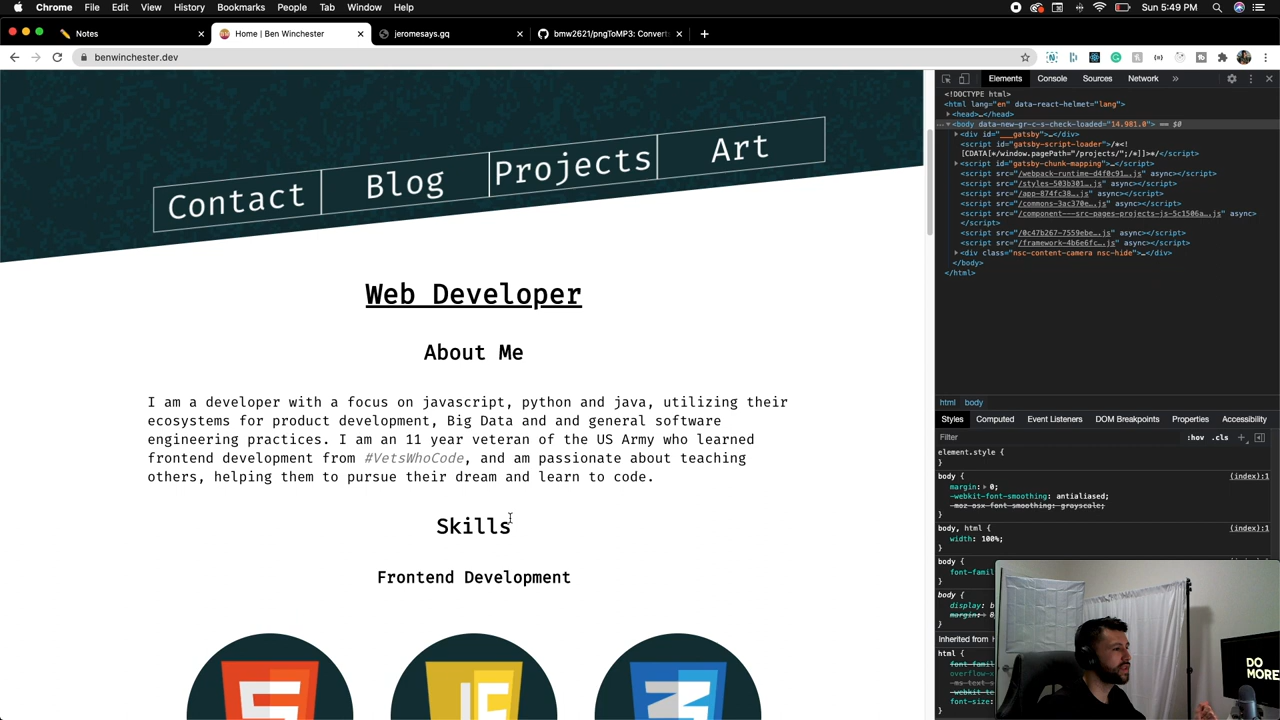 Chrome File Edit View History Bookmarks People Tab Window Help
Sun 5:49 PM
Notes
Home | Ben Winchester
jeromesays.gq
bmw2621/pngToMP3: Convert
benwinchester.dev
Contact
Blog
Projects
Art
Web Developer
About Me
I am a developer with a focus on javascript, python and java, utilizing their
ecosystems for product development, Big Data and and general software
engineering practices. I am an 11 year veteran of the US Army who learned
frontend development from #VetsWhoCode, and am passionate about teaching
others, helping them to pursue their dream and learn to code.
Skills
Frontend Development
Elements Console Sources Network »
<!DOCTYPE html>
<html lang="en" data-react-helmet="lang">
<head>…</head>
<body data-new-gr-c-s-check-loaded="14.981.0"> == $0
<div id="___gatsby">…</div>
<script id="gatsby-script-loader">/*<!
[CDATA[*/window.pagePath="/projects/";/*]]>*/</script>
<script id="gatsby-chunk-mapping">…</script>
<script src="/webpack-runtime-d4f0c91….js" async></script>
<script src="/styles-503b301….js" async></script>
<script src="/app-874fc38….js" async></script>
<script src="/commons-3ac370e….js" async></script>
<script src="/component---src-pages-projects-js-5c1506a….js" async>
</script>
<script src="/0c47b267-7559ebe….js" async></script>
<script src="/framework-4b6e6fc….js" async></script>
<div class="nsc-content-camera nsc-hide">…</div>
</body>
</html>
html body
Styles Computed Event Listeners DOM Breakpoints Properties Accessibility
Filter :hov .cls +
element.style {
}
body { (index):1
margin: 0;
-webkit-font-smoothing: antialiased;
-moz-osx-font-smoothing: grayscale;
}
body, html { (index):1
width: 100%;
}
body { (index):1
font-famil
}
body {
display: b
margin: 8
}
Inherited from
html {
font-famil
overflow-
-ms-text-s
-webkit-te
font-size:
}
DO
MORE